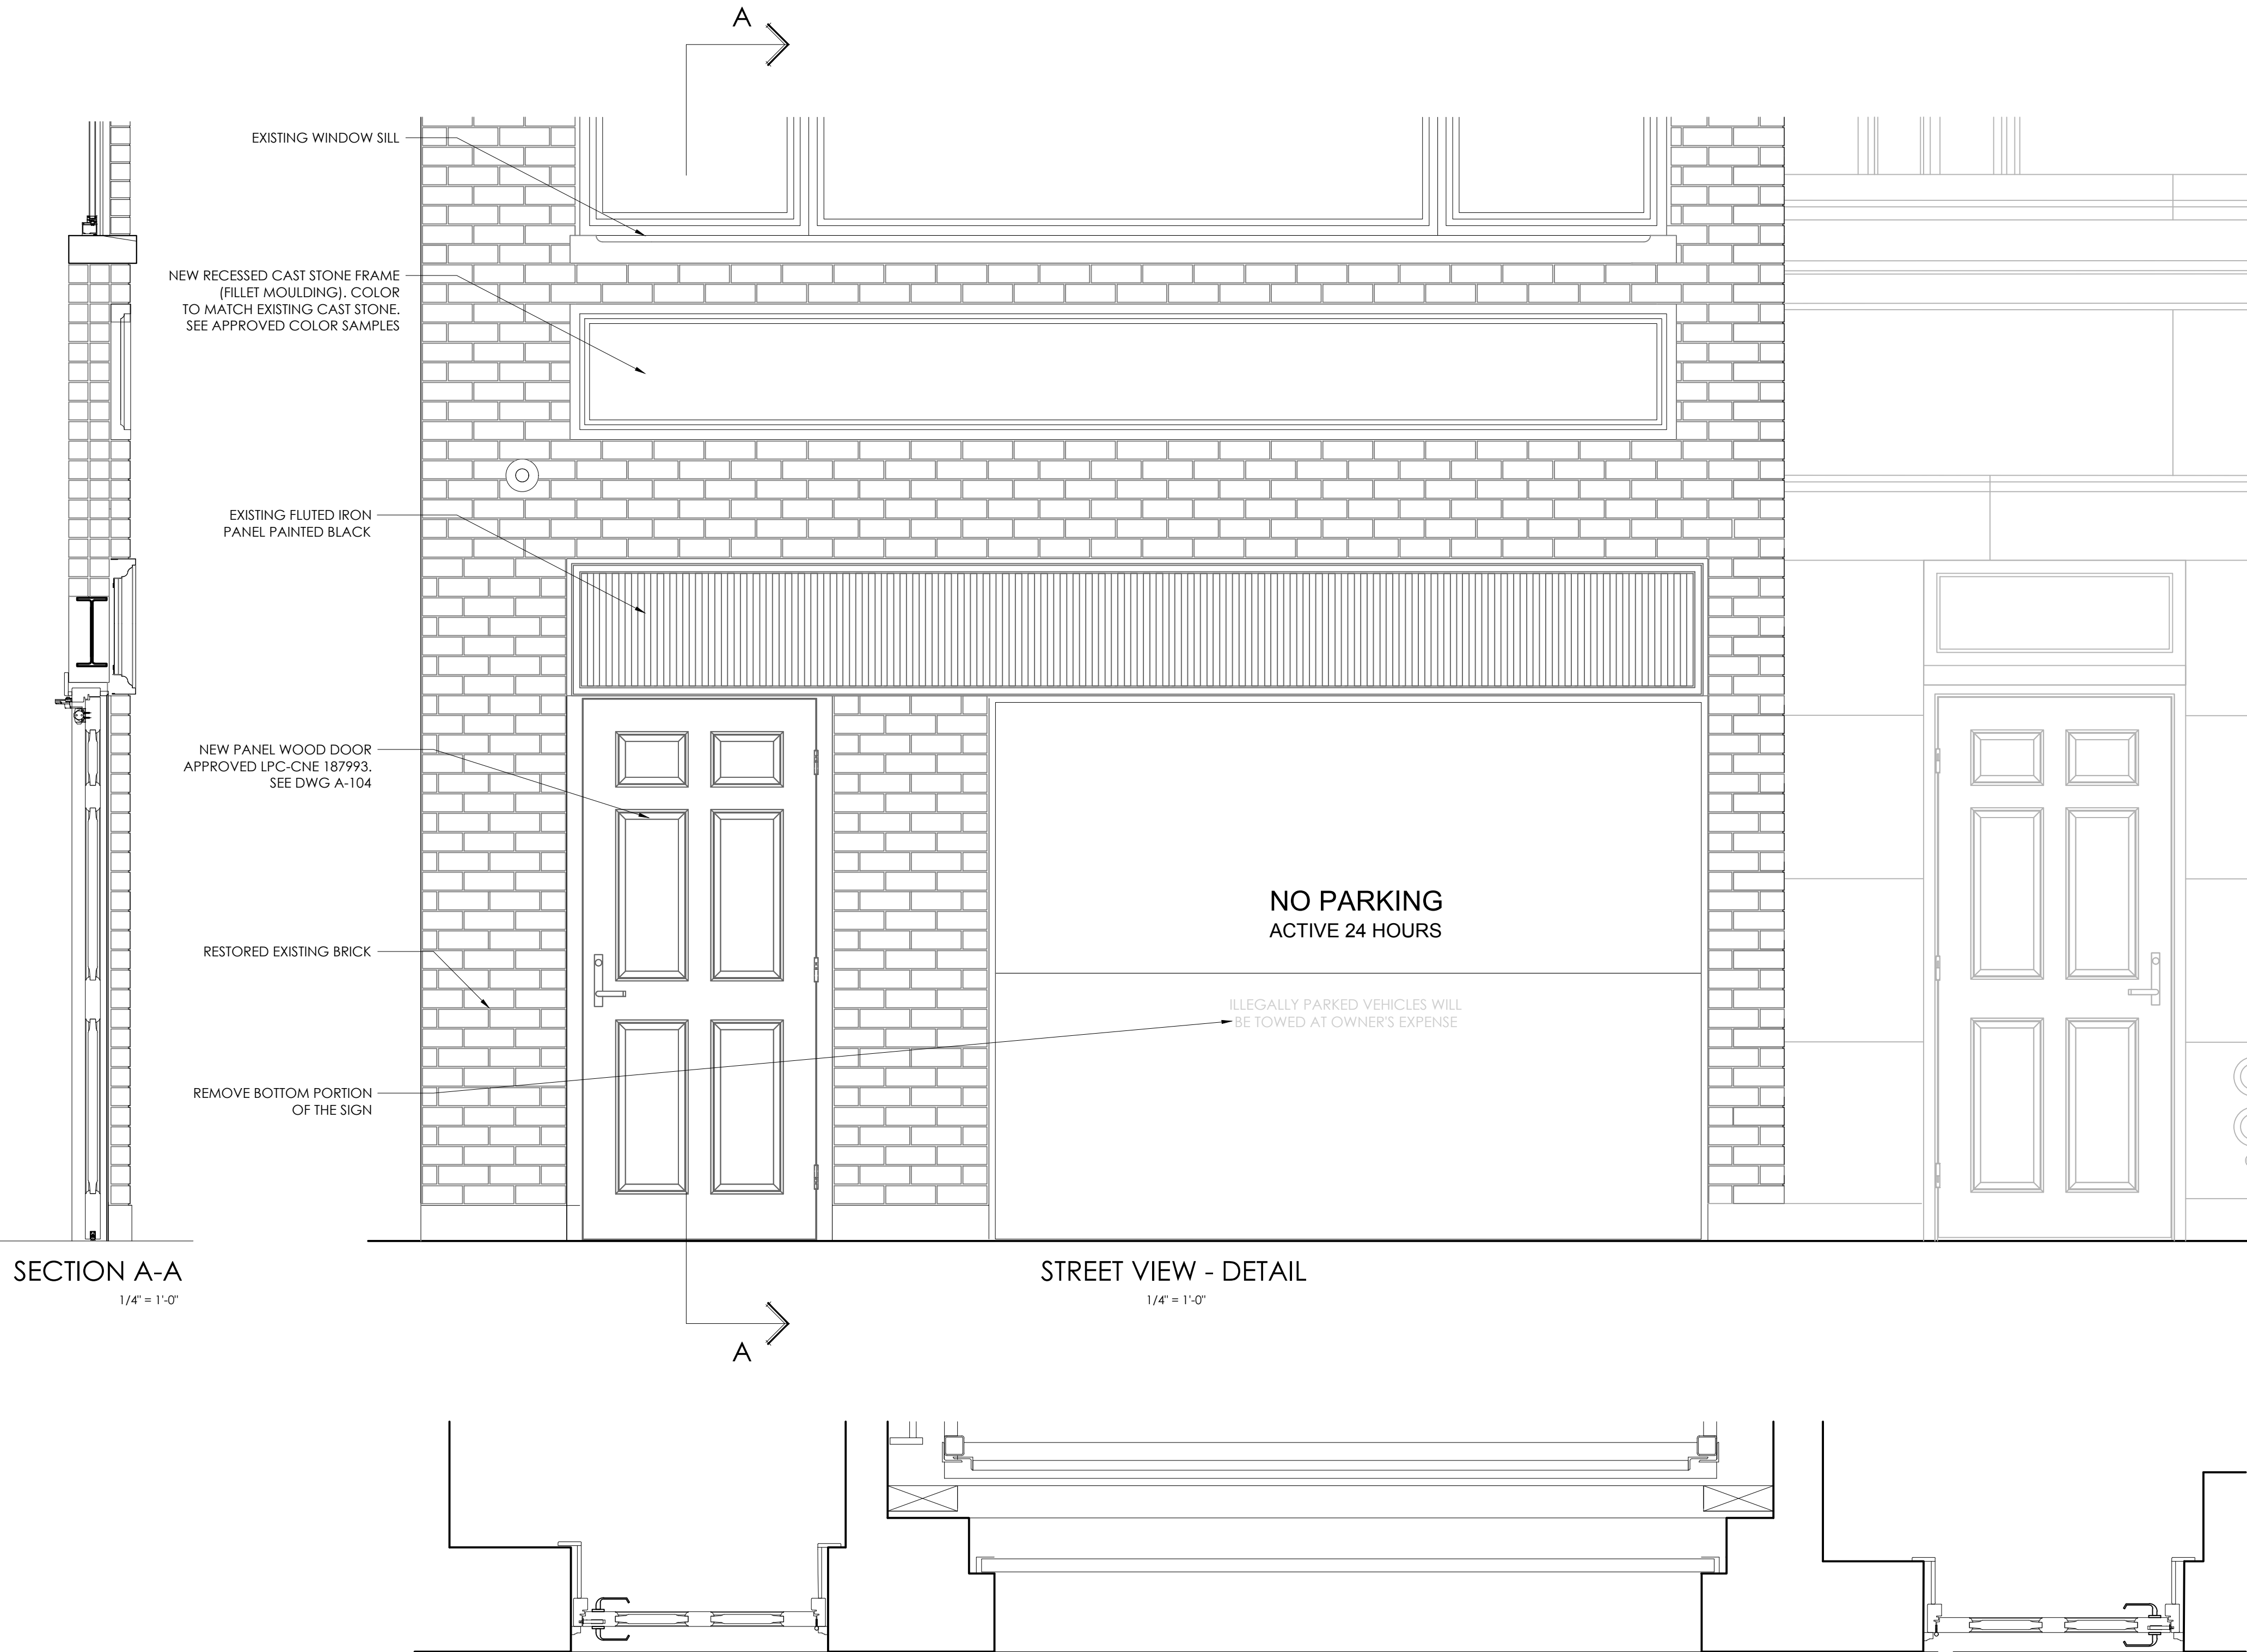 A
EXISTING WINDOW SILL
NEW RECESSED CAST STONE FRAME
(FILLET MOULDING). COLOR
TO MATCH EXISTING CAST STONE.
SEE APPROVED COLOR SAMPLES
EXISTING FLUTED IRON
PANEL PAINTED BLACK
NEW PANEL WOOD DOOR
APPROVED LPC-CNE 187993.
SEE DWG A-104
NO PARKING
ACTIVE 24 HOURS
RESTORED EXISTING BRICK
ILLEGALLY PARKED VEHICLES WILL
BE TOWED AT OWNER'S EXPENSE
REMOVE BOTTOM PORTION
OF THE SIGN
SECTION A-A
1/4" = 1'-0"
STREET VIEW - DETAIL
1/4" = 1'-0"
A